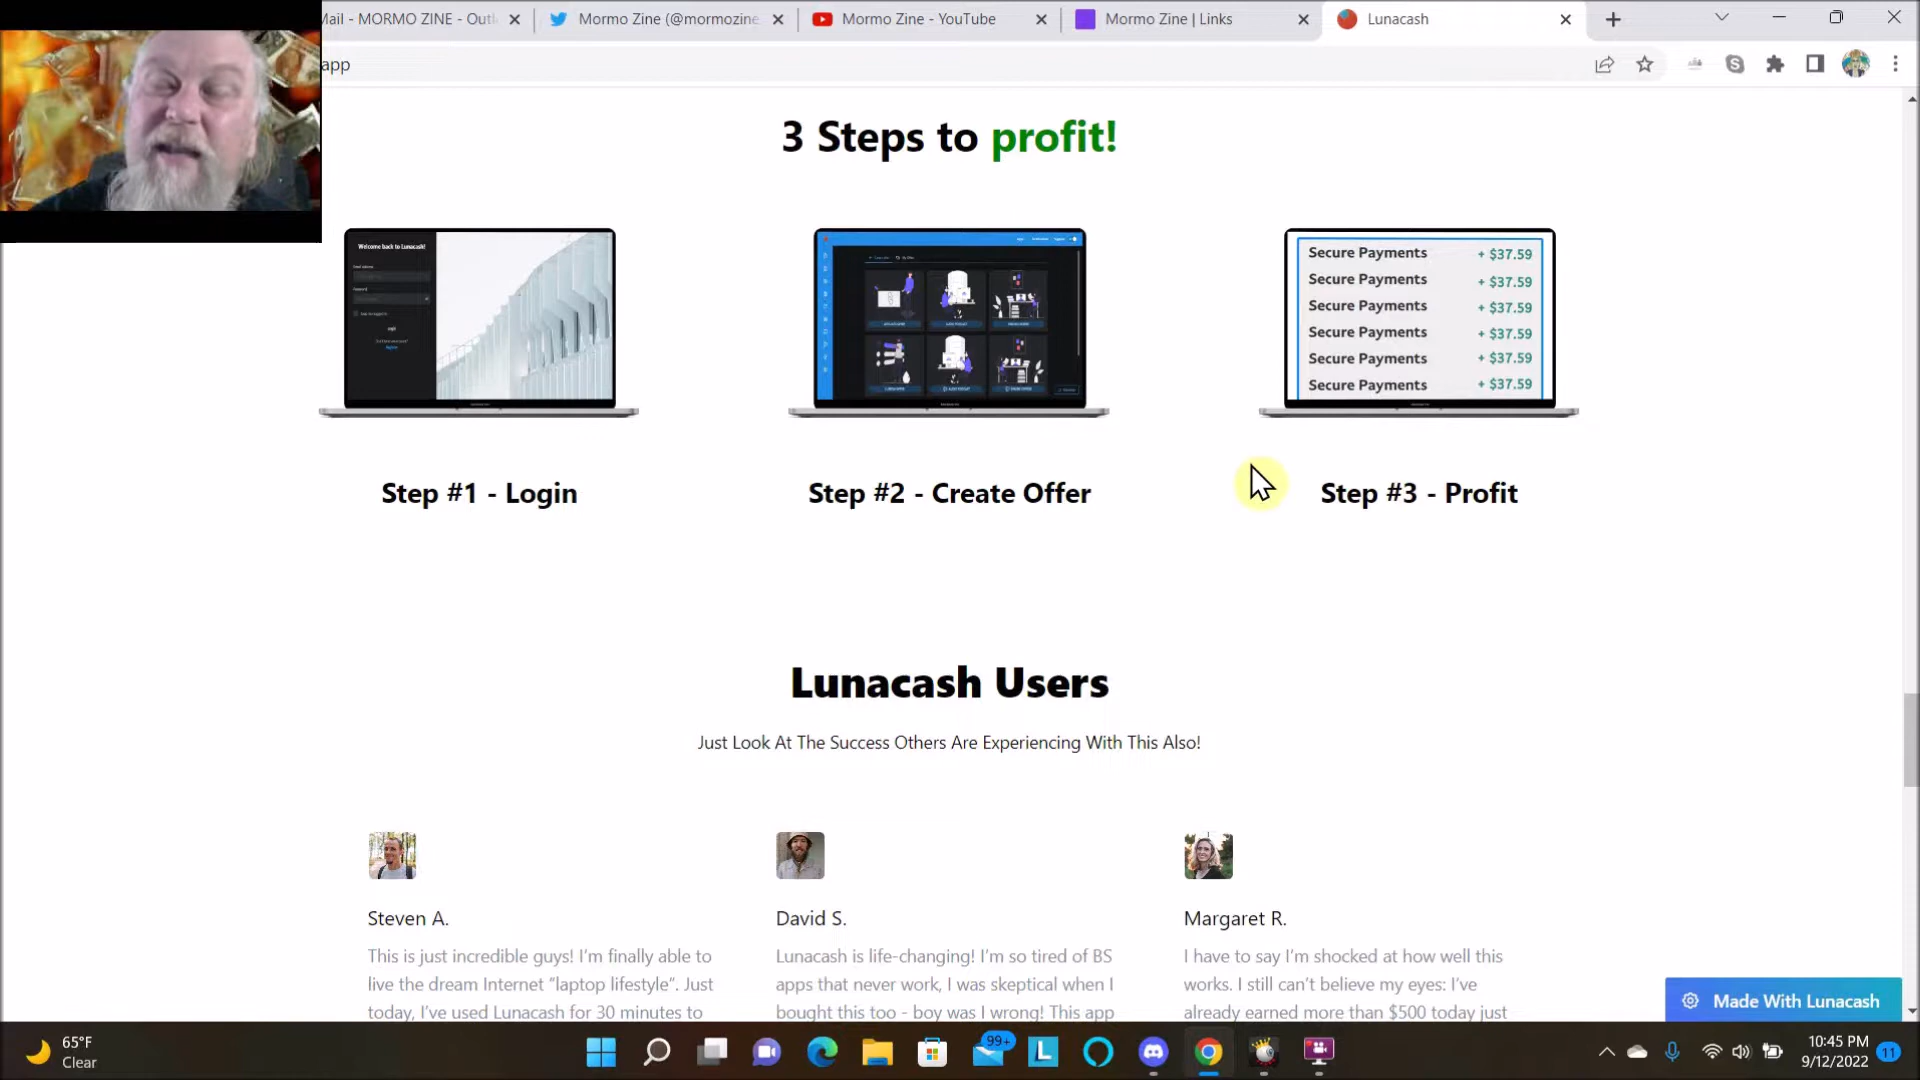 Mail - MORMO ZINE - Outl
Mormo Zine (@mormozine
Mormo Zine - YouTube
Mormo Zine | Links
Lunacash
app
3 Steps to profit!
Welcome back to Lunacash!
Secure Payments + $37.59
Secure Payments + $37.59
Secure Payments + $37.59
Secure Payments + $37.59
Secure Payments + $37.59
Secure Payments + $37.59
Step #1 - Login
Step #2 - Create Offer
Step #3 - Profit
Lunacash Users
Just Look At The Success Others Are Experiencing With This Also!
Steven A.
This is just incredible guys! I'm finally able to
live the dream Internet "laptop lifestyle". Just
today, I've used Lunacash for 30 minutes to
David S.
Lunacash is life-changing! I'm so tired of BS
apps that never work, I was skeptical when I
bought this too - boy was I wrong! This app
Margaret R.
I have to say I'm shocked at how well this
works. I still can't believe my eyes: I've
already earned more than $500 today just
Made With Lunacash
65°F
Clear
99+
L
10:45 PM
9/12/2022
11